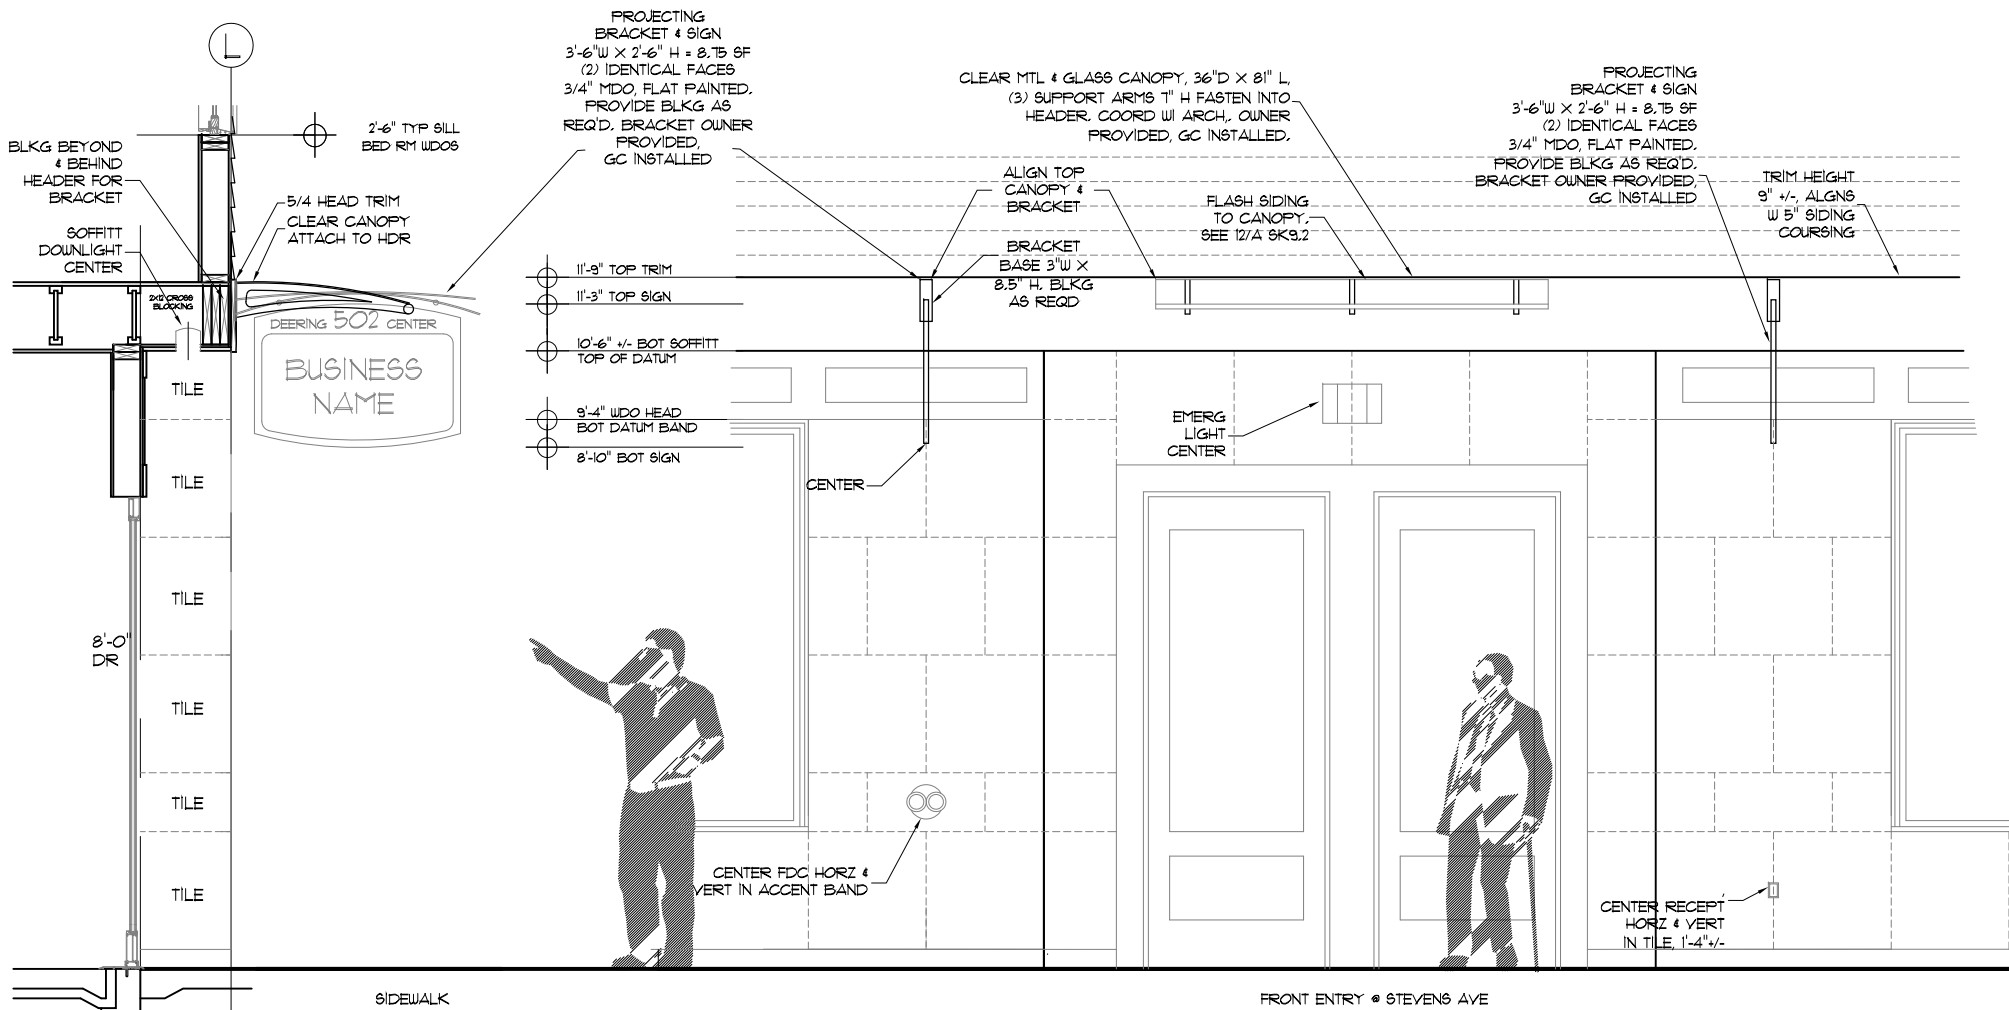 L
2'-6" TYP SILL
BED RM WDOS
BLKG BEYOND
& BEHIND
HEADER FOR
BRACKET
5/4 HEAD TRIM
CLEAR CANOPY
ATTACH TO HDR
SOFFITT
DOWNLIGHT
CENTER
2X12 CROSS
BLOCKING
DEERING 502 CENTER
BUSINESS
NAME
TILE
TILE
TILE
TILE
TILE
TILE
8'-0"
DR
SIDEWALK
PROJECTING
BRACKET & SIGN
3'-6"W X 2'-6" H = 8.75 SF
(2) IDENTICAL FACES
3/4" MDO, FLAT PAINTED.
PROVIDE BLKG AS
REQ'D. BRACKET OWNER
PROVIDED,
GC INSTALLED
11'-9" TOP TRIM
11'-3" TOP SIGN
10'-6" +/- BOT SOFFITT
TOP OF DATUM
9'-4" WDO HEAD
BOT DATUM BAND
8'-10" BOT SIGN
CLEAR MTL & GLASS CANOPY, 36"D X 81" L,
(3) SUPPORT ARMS 7" H FASTEN INTO
HEADER. COORD W/ ARCH,. OWNER
PROVIDED, GC INSTALLED.
ALIGN TOP
CANOPY &
BRACKET
BRACKET
BASE 3"W X
8.5" H, BLKG
AS REQD
FLASH SIDING
TO CANOPY.
SEE 12/A SK9.2
PROJECTING
BRACKET & SIGN
3'-6"W X 2'-6" H = 8.75 SF
(2) IDENTICAL FACES
3/4" MDO, FLAT PAINTED.
PROVIDE BLKG AS REQ'D.
BRACKET OWNER PROVIDED,
GC INSTALLED
TRIM HEIGHT
9" +/-, ALGNS
W 5" SIDING
COURSING
EMERG
LIGHT
CENTER
CENTER
CENTER FDC HORZ &
VERT IN ACCENT BAND
CENTER RECEPT
HORZ & VERT
IN TILE, 1'-4"+/-
FRONT ENTRY @ STEVENS AVE